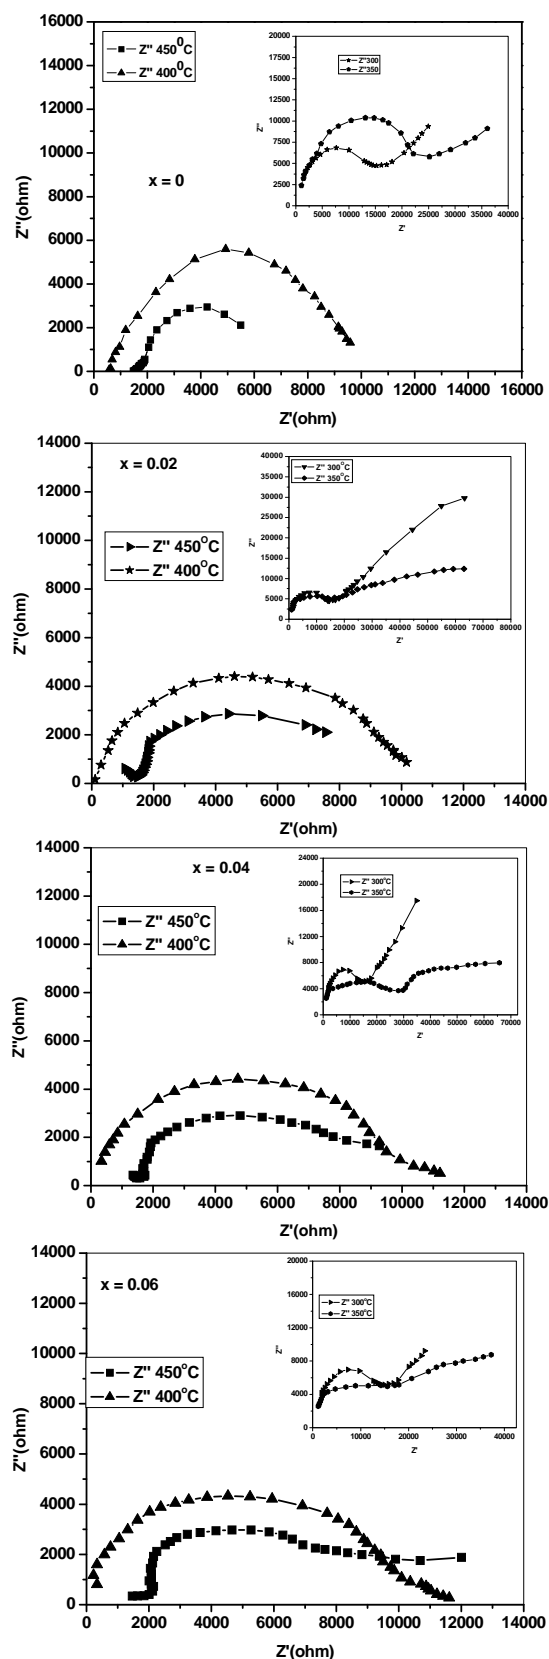 16000
14000
12000
10000
8000
6000
4000
2000
0
Z''(ohm)
Z'' 450⁰C
Z'' 400⁰C
x = 0
20000
17500
15000
12500
10000
7500
5000
2500
0
Z''
Z''300
Z''350
0 5000 10000 15000 20000 25000 30000 35000 40000
Z'
0 2000 4000 6000 8000 10000 12000 14000 16000
Z'(ohm)
14000
12000
10000
8000
6000
4000
2000
0
Z''(ohm)
x = 0.02
Z'' 450°C
Z'' 400°C
40000
35000
30000
25000
20000
15000
10000
5000
0
Z''
Z'' 300°C
Z'' 350°C
0 10000 20000 30000 40000 50000 60000 70000 80000
Z'
0 2000 4000 6000 8000 10000 12000 14000
Z'(ohm)
14000
12000
10000
8000
6000
4000
2000
0
Z''(ohm)
x = 0.04
Z'' 450°C
Z'' 400°C
24000
20000
16000
12000
8000
4000
0
Z''
Z'' 300°C
Z'' 350°C
0 10000 20000 30000 40000 50000 60000 70000
Z'
0 2000 4000 6000 8000 10000 12000 14000
Z'(ohm)
14000
12000
10000
8000
6000
4000
2000
0
Z''(ohm)
x = 0.06
Z'' 450°C
Z'' 400°C
20000
16000
12000
8000
4000
0
Z''
Z'' 300°C
Z'' 350°C
0 10000 20000 30000 40000
Z'
0 2000 4000 6000 8000 10000 12000 14000
Z'(ohm)